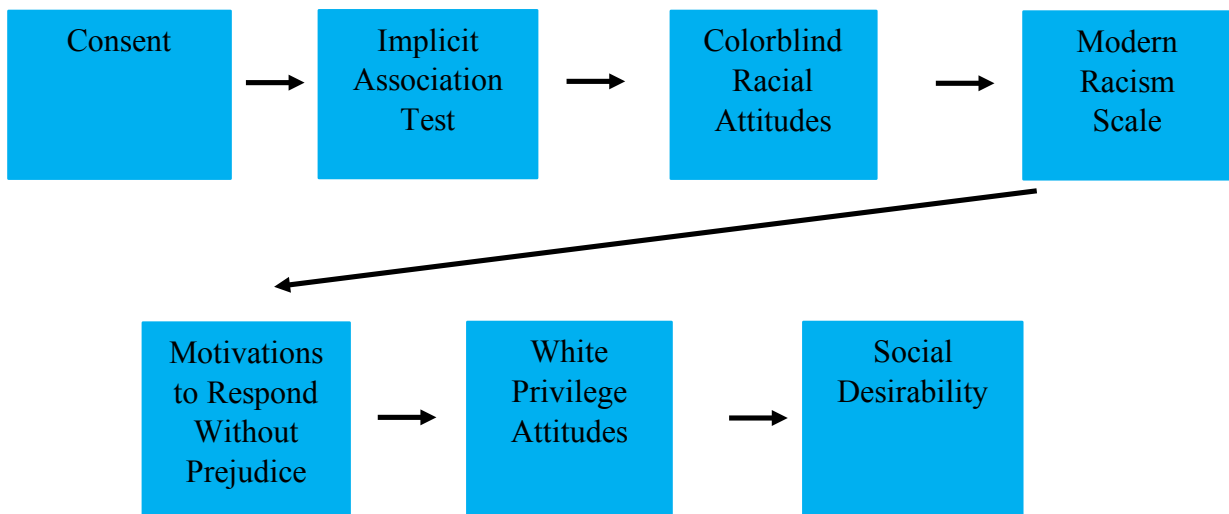 Consent
Implicit
Association
Test
Colorblind
Racial
Attitudes
Modern
Racism
Scale
Motivations
to Respond
Without
Prejudice
White
Privilege
Attitudes
Social
Desirability